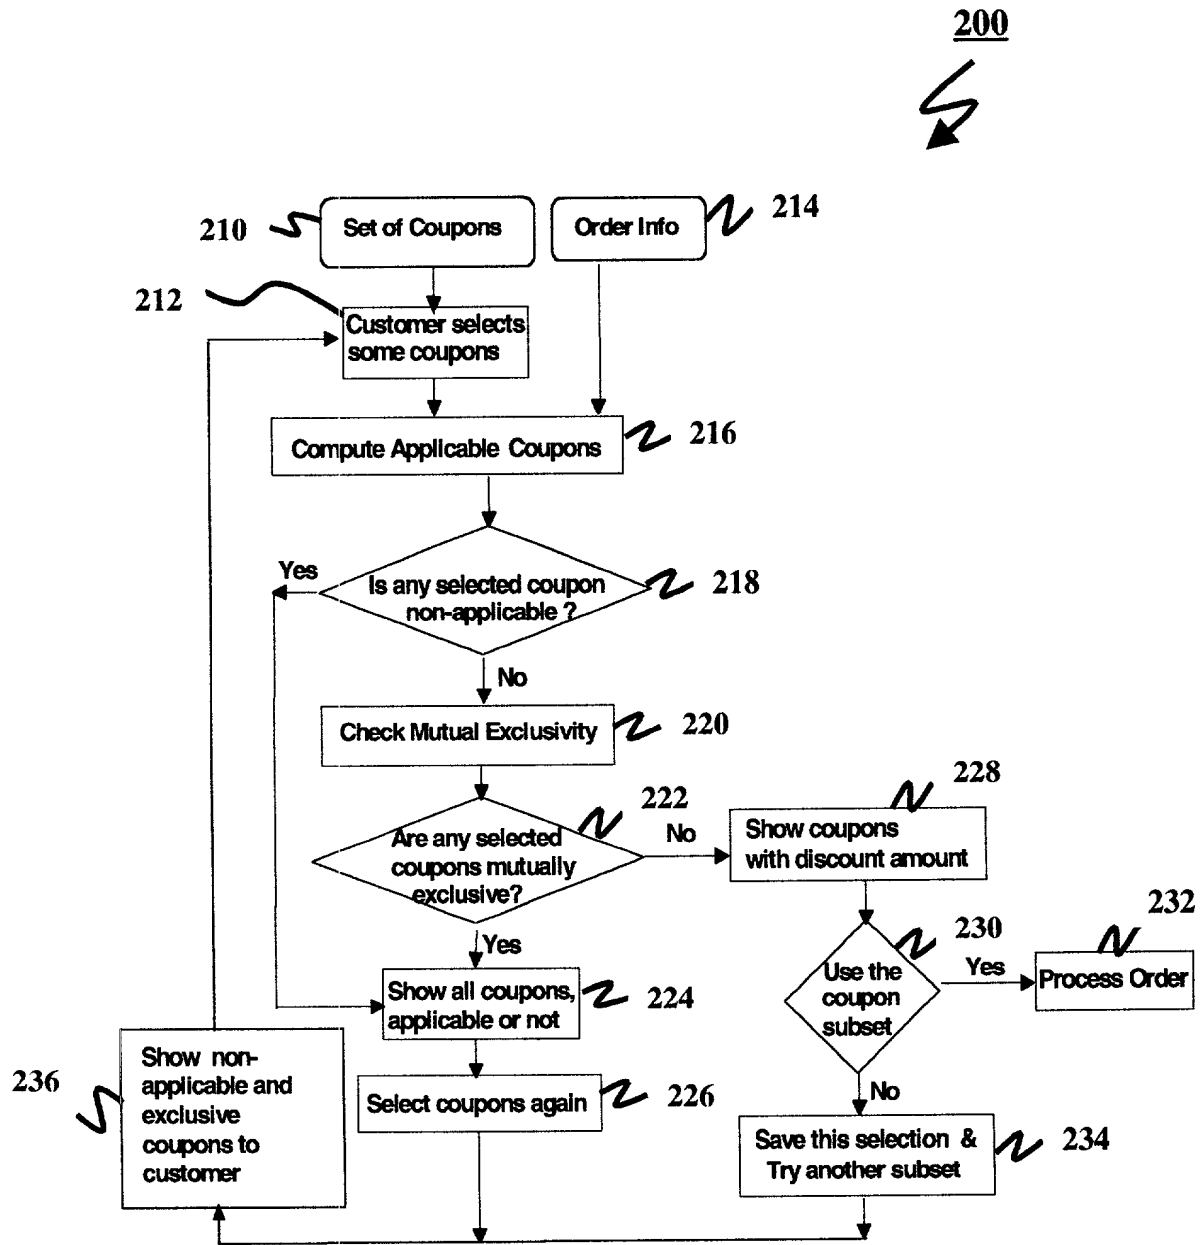 200
210
Set of Coupons
Order Info
214
212
Customer selects
some coupons
Compute Applicable Coupons
216
Yes
Is any selected coupon
non-applicable ?
218
No
Check Mutual Exclusivity
220
222
Are any selected
coupons mutually
exclusive?
No
228
Show coupons
with discount amount
Yes
230
Use the
coupon
subset
Yes
232
Process Order
Show all coupons,
applicable or not
224
236
Show non-
applicable and
exclusive
coupons to
customer
Select coupons again
226
No
Save this selection &
Try another subset
234